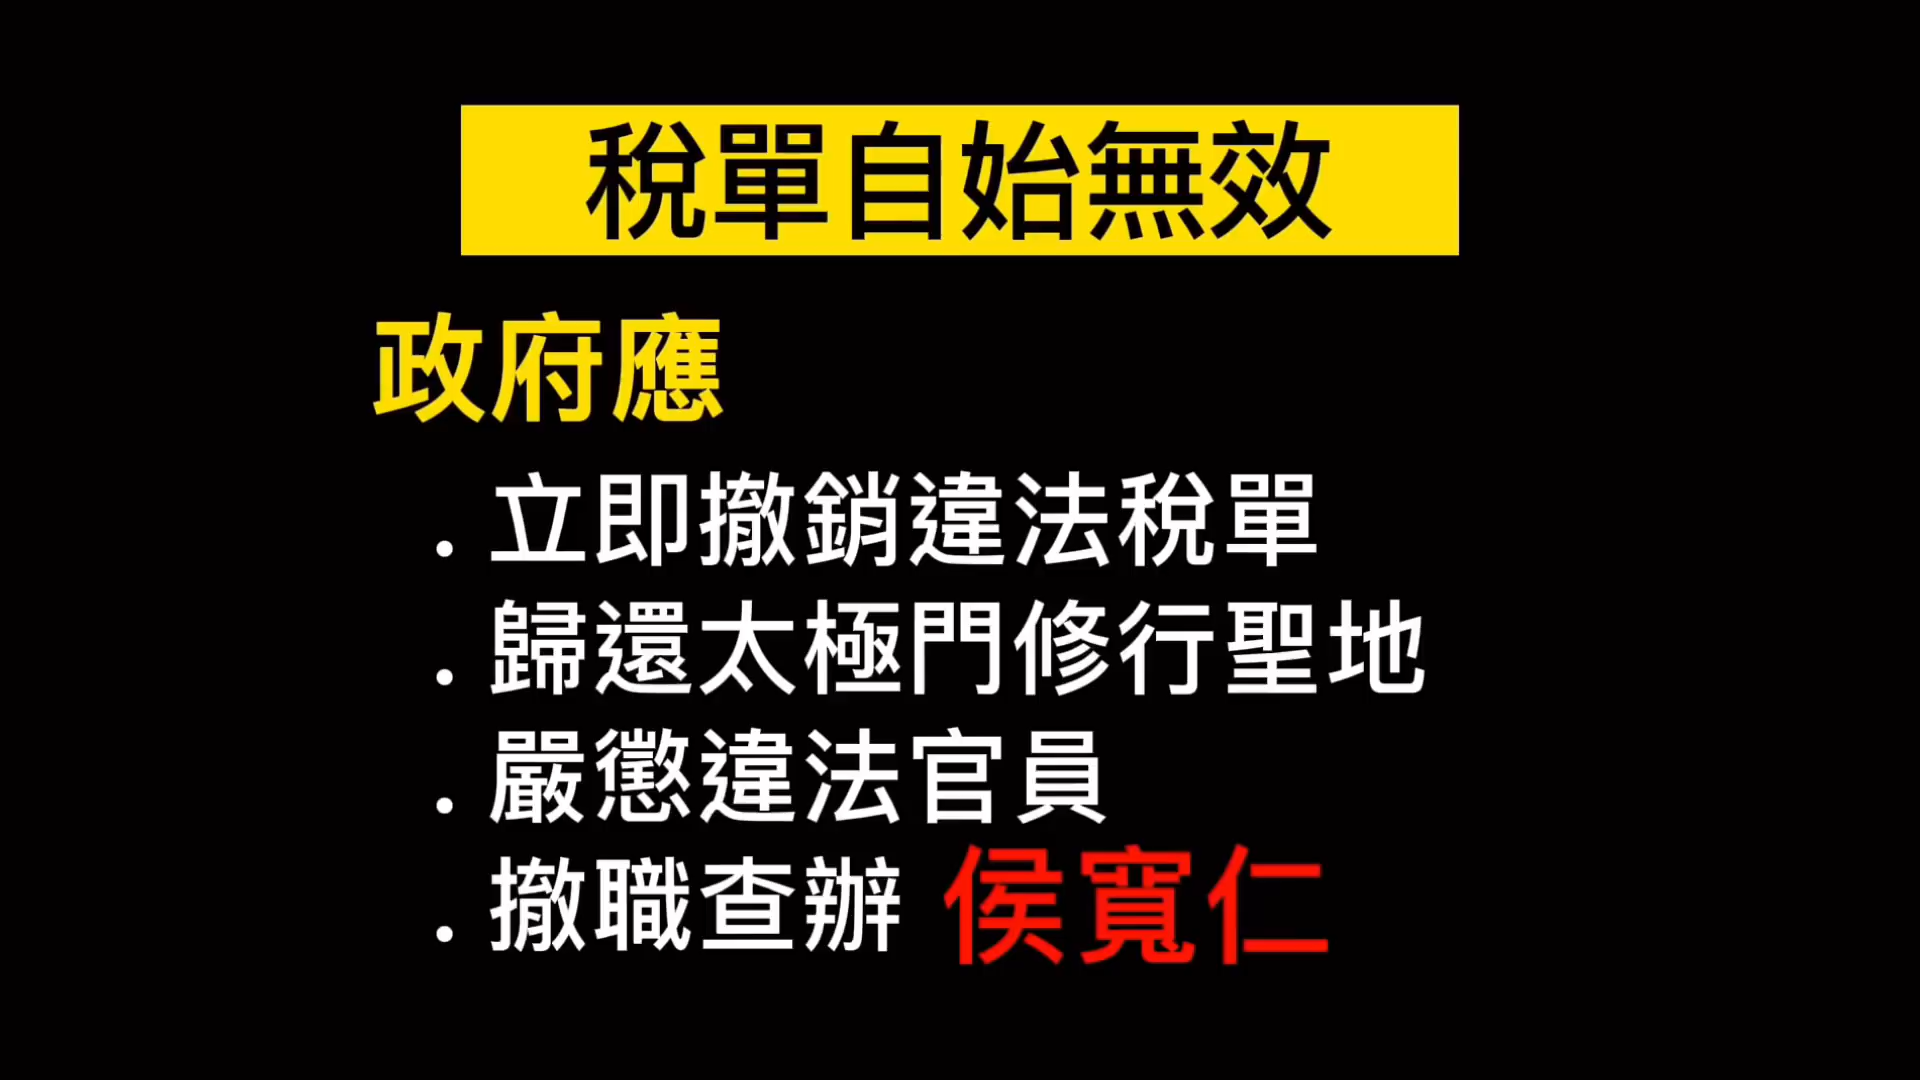 稅單自始無效
政府應
. 立即撤銷違法稅單
. 歸還太極門修行聖地
. 嚴懲違法官員
. 撤職查辦 侯寬仁